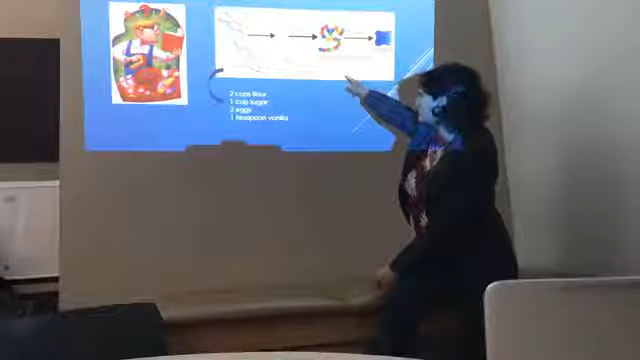 2 cups flour
1 cup sugar
2 eggs
1 teaspoon vanilla